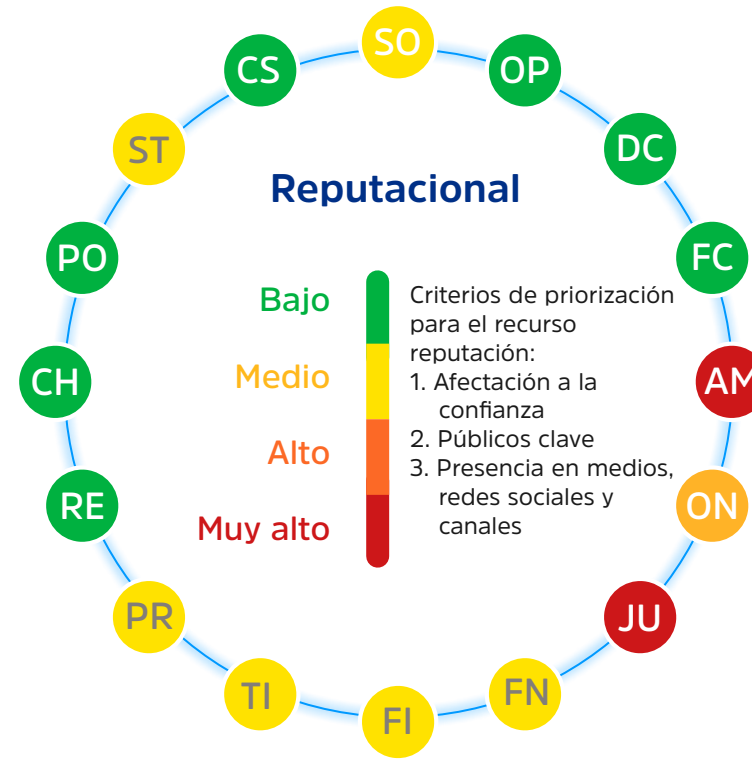 SO
OP
DC
FC
AM
ON
JU
FN
FI
TI
PR
RE
CH
PO
ST
CS
Reputacional
Bajo
Medio
Alto
Muy alto
Criterios de priorización
para el recurso
reputación:
1. Afectación a la
confianza
2. Públicos clave
3. Presencia en medios,
redes sociales y
canales